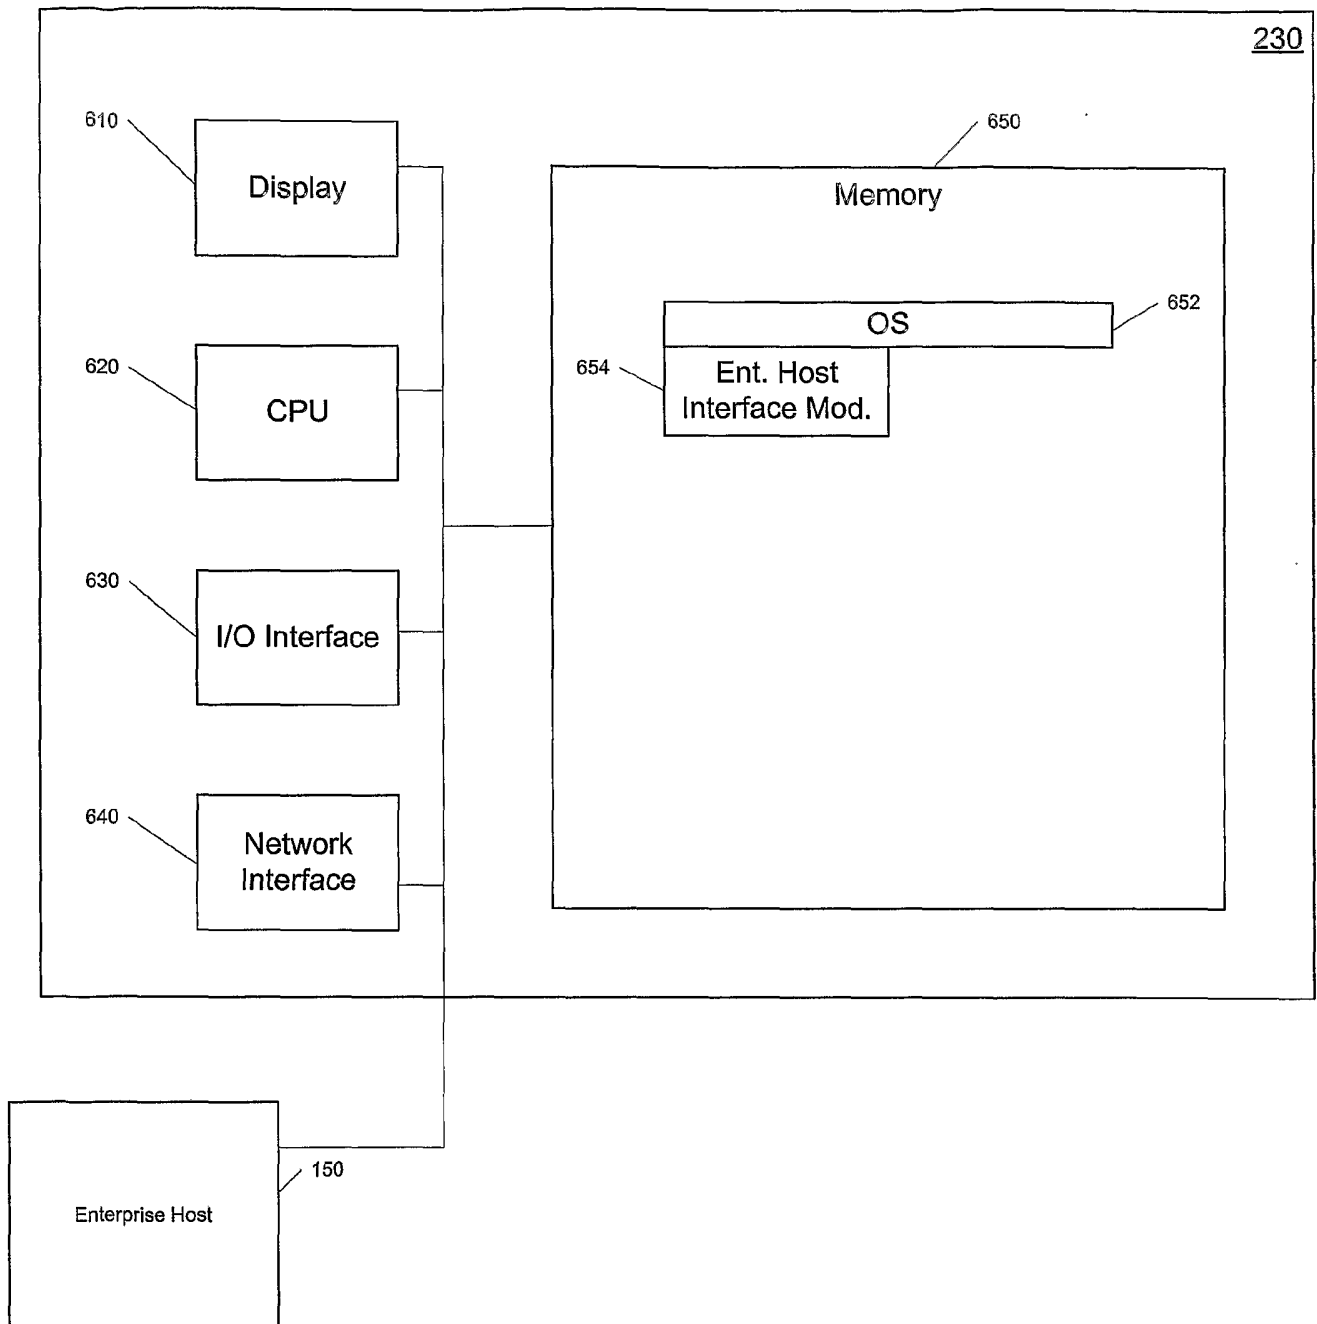 230
610
Display
650
Memory
652
OS
620
CPU
654
Ent. Host
Interface Mod.
630
I/O Interface
640
Network
Interface
150
Enterprise Host